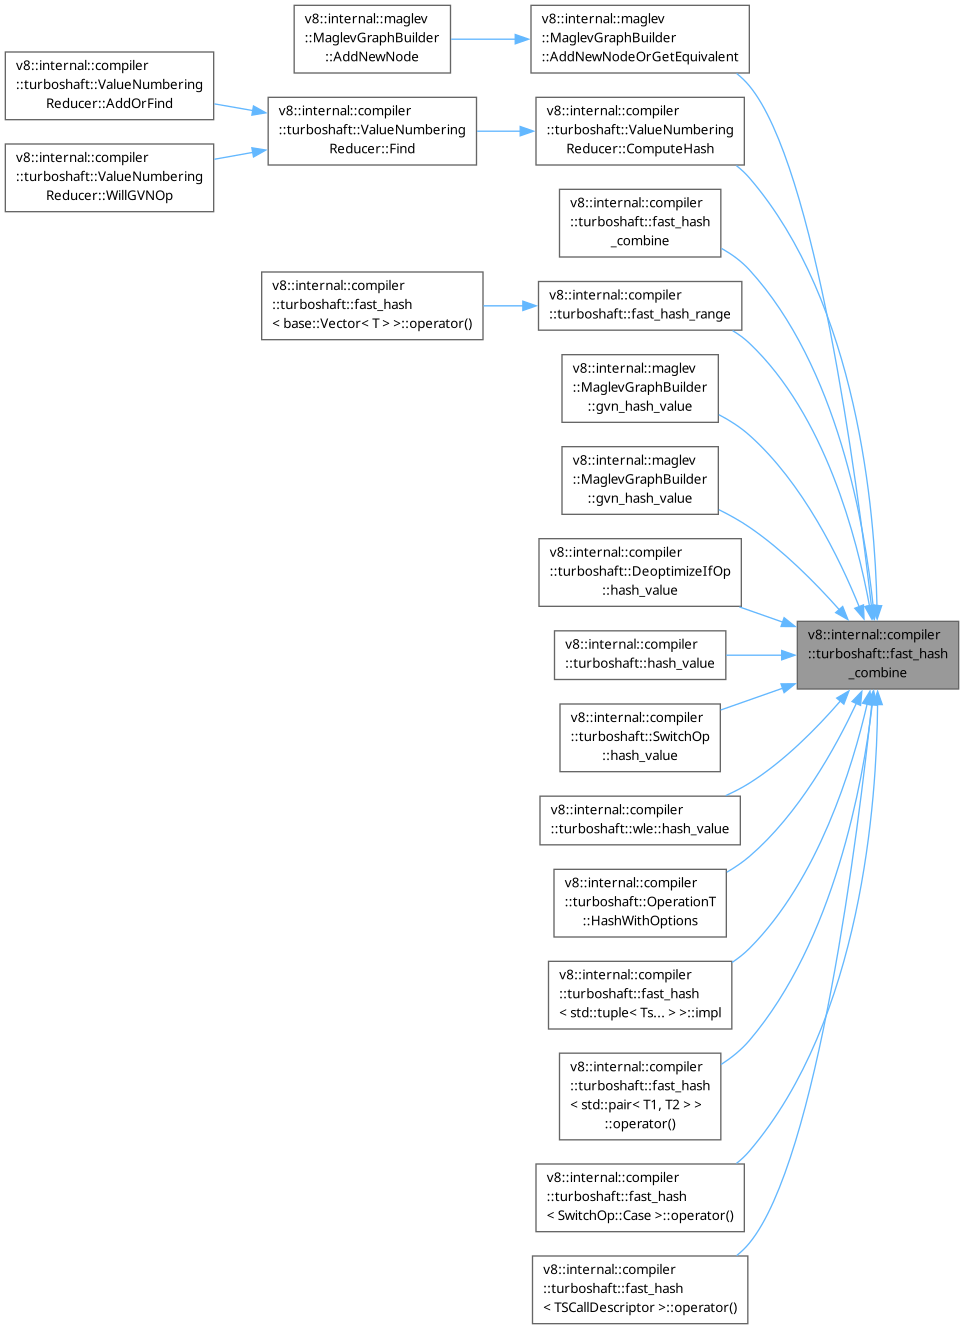 v8::internal::maglev
::MaglevGraphBuilder
::AddNewNode
v8::internal::maglev
::MaglevGraphBuilder
::AddNewNodeOrGetEquivalent
v8::internal::compiler
::turboshaft::ValueNumbering
Reducer::AddOrFind
v8::internal::compiler
::turboshaft::ValueNumbering
Reducer::Find
v8::internal::compiler
::turboshaft::ValueNumbering
Reducer::ComputeHash
v8::internal::compiler
::turboshaft::ValueNumbering
Reducer::WillGVNOp
v8::internal::compiler
::turboshaft::fast_hash
_combine
v8::internal::compiler
::turboshaft::fast_hash
< base::Vector< T > >::operator()
v8::internal::compiler
::turboshaft::fast_hash_range
v8::internal::maglev
::MaglevGraphBuilder
::gvn_hash_value
v8::internal::maglev
::MaglevGraphBuilder
::gvn_hash_value
v8::internal::compiler
::turboshaft::DeoptimizeIfOp
::hash_value
v8::internal::compiler
::turboshaft::hash_value
v8::internal::compiler
::turboshaft::fast_hash
_combine
v8::internal::compiler
::turboshaft::SwitchOp
::hash_value
v8::internal::compiler
::turboshaft::wle::hash_value
v8::internal::compiler
::turboshaft::OperationT
::HashWithOptions
v8::internal::compiler
::turboshaft::fast_hash
< std::tuple< Ts... > >::impl
v8::internal::compiler
::turboshaft::fast_hash
< std::pair< T1, T2 > >
::operator()
v8::internal::compiler
::turboshaft::fast_hash
< SwitchOp::Case >::operator()
v8::internal::compiler
::turboshaft::fast_hash
< TSCallDescriptor >::operator()